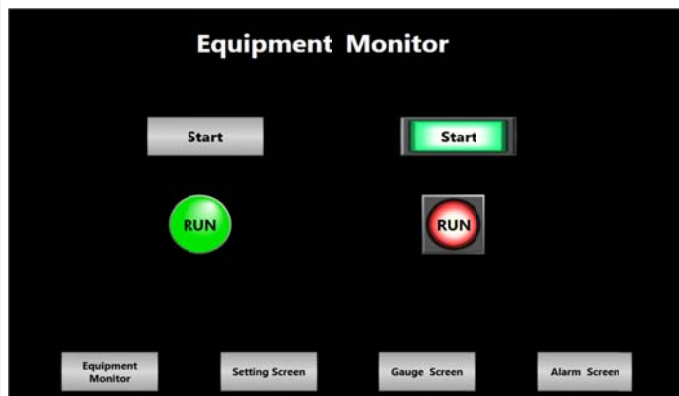 Equipment Monitor
Start
Start
RUN
RUN
Equipment
Monitor
Setting Screen
Gauge Screen
Alarm Screen